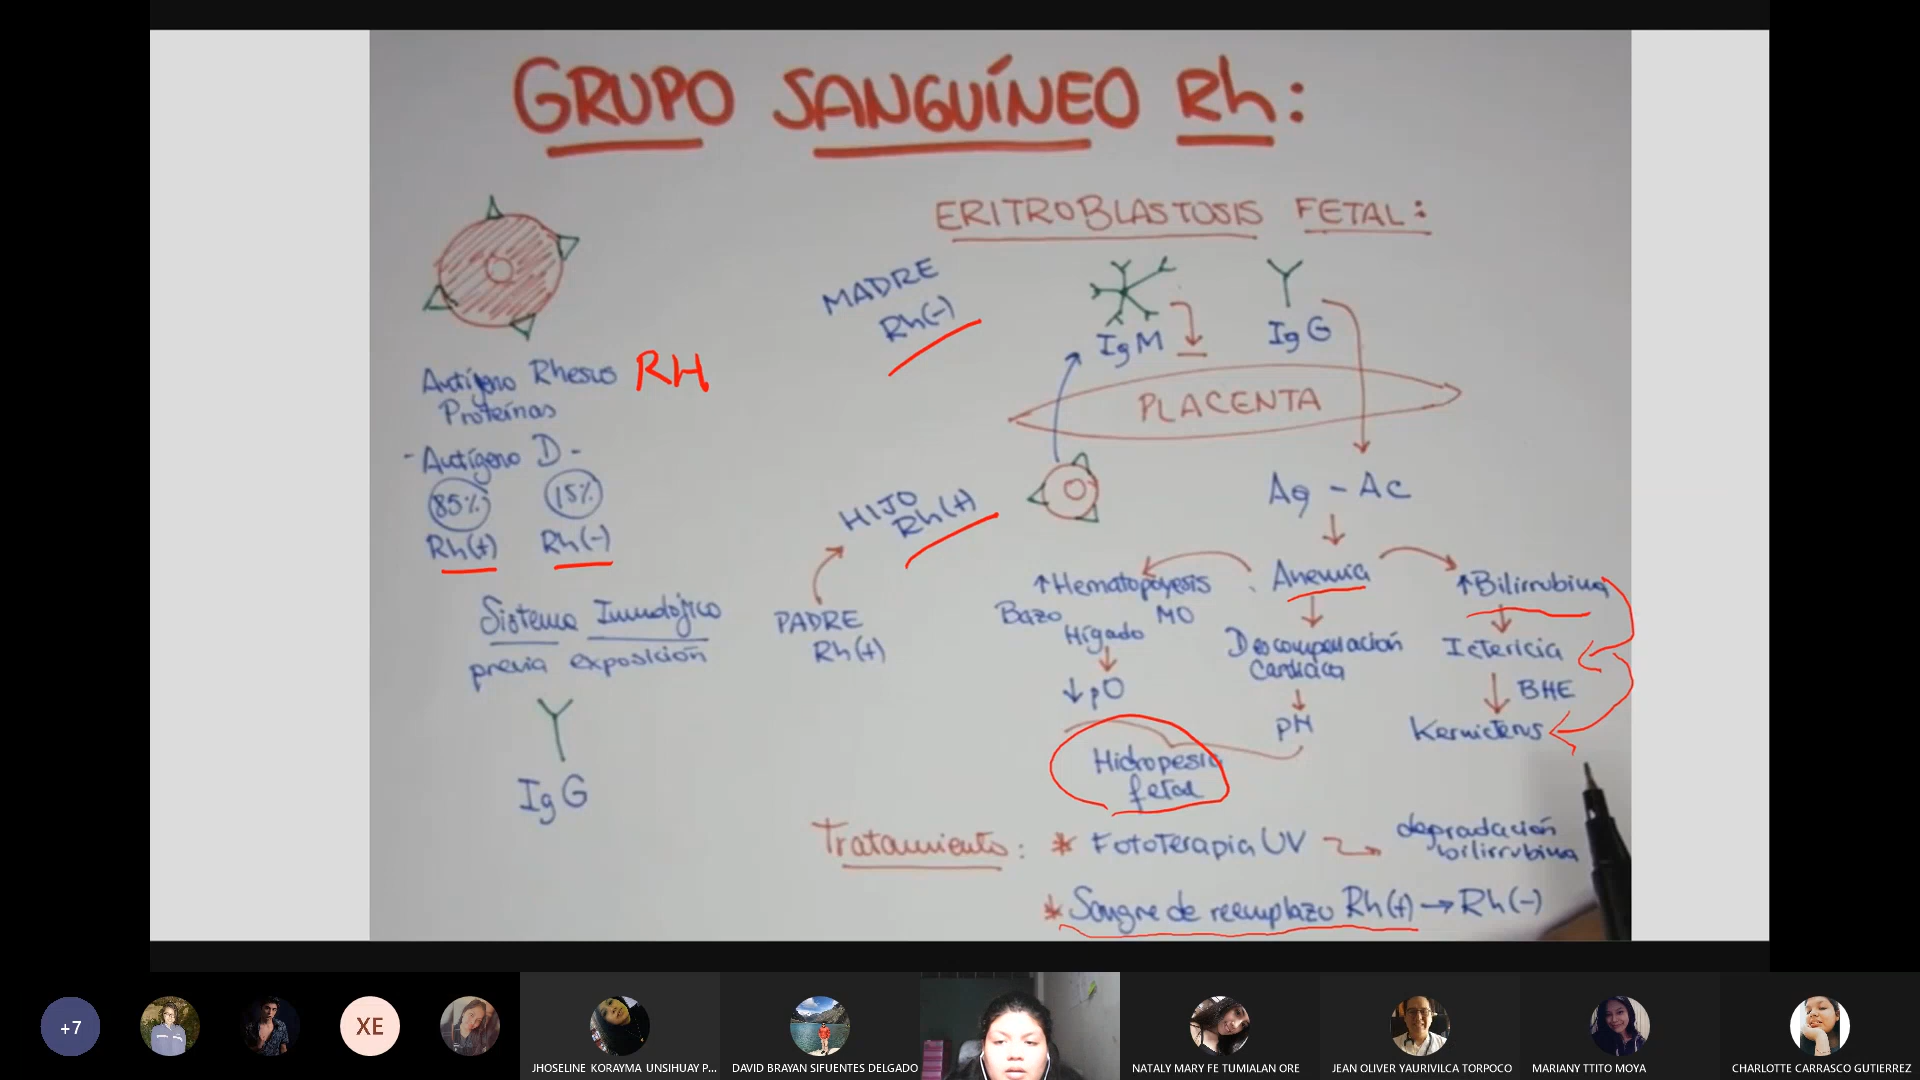 GRUPO SANGUÍNEO Rh:
ERITROBLASTOSIS FETAL:
MADRE
Rh(-)
IgM
IgG
Antígeno Rhesus RH
Proteínas
PLACENTA
- Antígeno D -
85% 15%
Rh(+) Rh(-)
HIJO
Rh(+)
Ag - Ac
Sistema Inmunológico
previa exposición
PADRE
Rh(+)
IgG
↑Hematopoyesis
Bazo MO
Hígado
↓pO
Anemia
Descompensación
Cardíaca
pH
Hidropesia
fetal
↑Bilirrubina
Ictericia
BHE
Kernicterus
Tratamiento: * Fototerapia UV
degradación
bilirrubina
* Sangre de reemplazo Rh(+) → Rh(-)
+7
XE
JHOSELINE KORAYMA UNSIHUAY P...
DAVID BRAYAN SIFUENTES DELGADO
NATALY MARY FE TUMIALAN ORE
JEAN OLIVER YAURIVILCA TORPOCO
MARIANY TTITO MOYA
CHARLOTTE CARRASCO GUTIERREZ